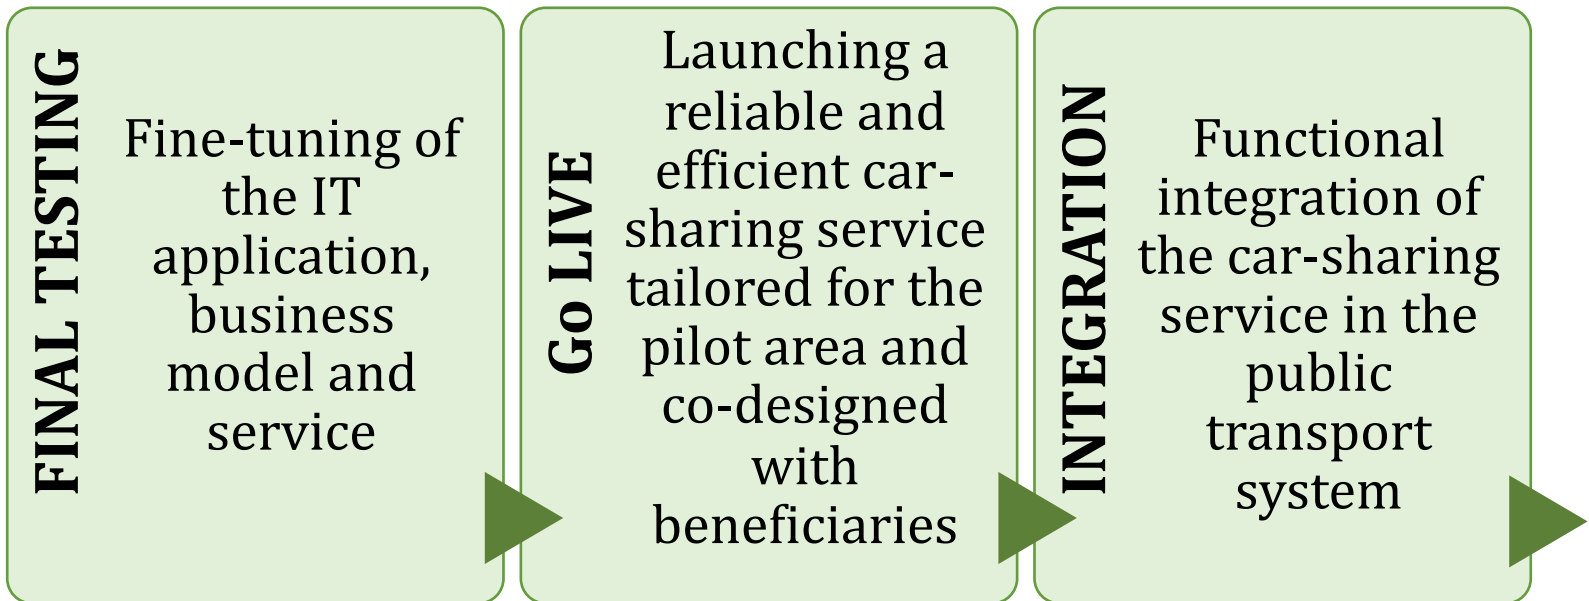 FINAL TESTING
Fine-tuning of
the IT
application,
business
model and
service
Go LIVE
Launching a
reliable and
efficient car-
sharing service
tailored for the
pilot area and
co-designed
with
beneficiaries
INTEGRATION
Functional
integration of
the car-sharing
service in the
public
transport
system